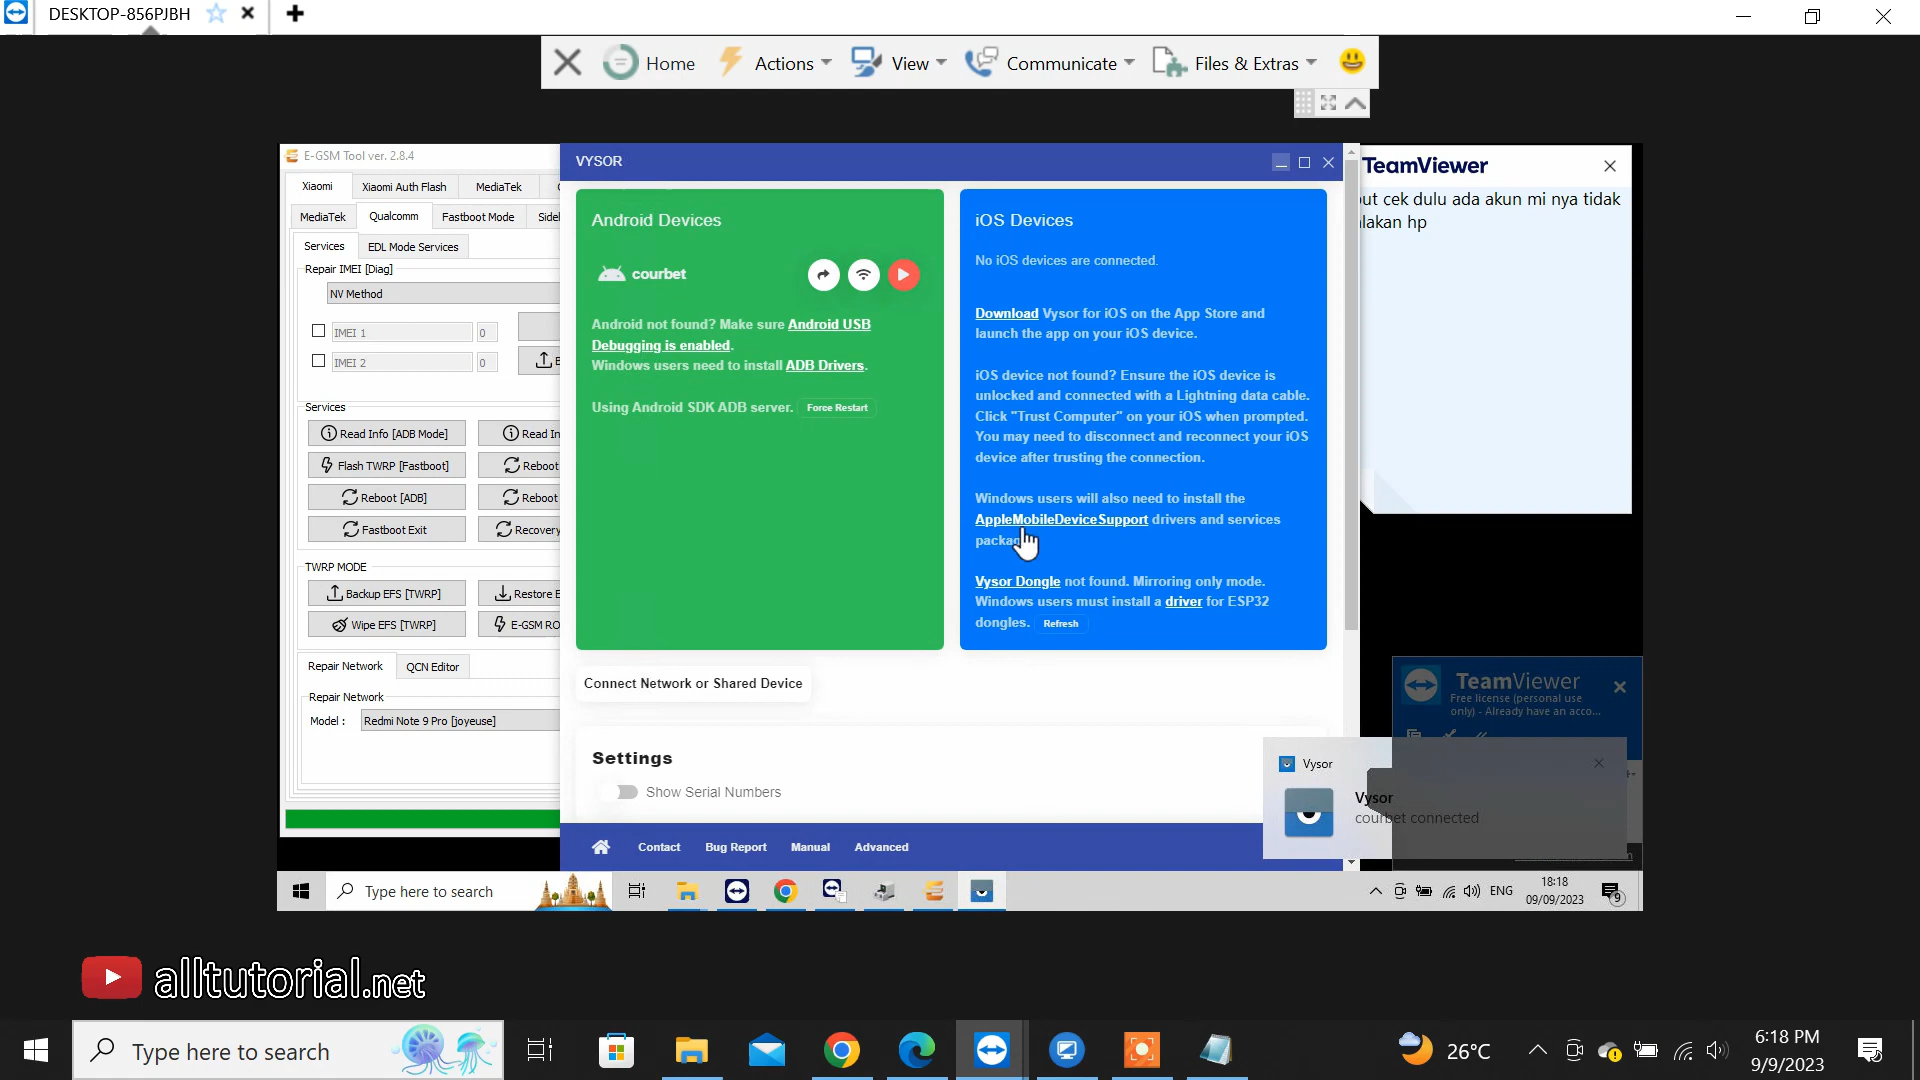 DESKTOP-856PJBH
Home
Actions
View
Communicate
Files & Extras
E-GSM Tool ver. 2.8.4
Xiaomi
Xiaomi Auth Flash
MediaTek
MediaTek
Qualcomm
Fastboot Mode
Services
EDL Mode Services
Repair IMEI [Diag]
NV Method
IMEI 1
0
IMEI 2
0
Services
Read Info [ADB Mode]
Read In
Flash TWRP [Fastboot]
Reboot
Reboot [ADB]
Reboot
Fastboot Exit
Recovery
TWRP MODE
Backup EFS [TWRP]
Restore E
Wipe EFS [TWRP]
E-GSM RO
Repair Network
QCN Editor
Repair Network
Model :
Redmi Note 9 Pro [joyeuse]
VYSOR
Android Devices
courbet
Android not found? Make sure Android USB
Debugging is enabled.
Windows users need to install ADB Drivers.
Using Android SDK ADB server. Force Restart
iOS Devices
No iOS devices are connected.
Download Vysor for iOS on the App Store and
launch the app on your iOS device.
iOS device not found? Ensure the iOS device is
unlocked and connected with a Lightning data cable.
Click "Trust Computer" on your iOS when prompted.
You may need to disconnect and reconnect your iOS
device after trusting the connection.
Windows users will also need to install the
AppleMobileDeviceSupport drivers and services
packag
Vysor Dongle not found. Mirroring only mode.
Windows users must install a driver for ESP32
dongles. Refresh
Connect Network or Shared Device
Settings
Show Serial Numbers
Contact
Bug Report
Manual
Advanced
TeamViewer
ut cek dulu ada akun mi nya tidak
lakan hp
TeamViewer
Free license (personal use
only) - Already have an acco...
Vysor
Vysor
courbet connected
Type here to search
ENG
18:18
09/09/2023
9
alltutorial.net
Type here to search
26°C
6:18 PM
9/9/2023